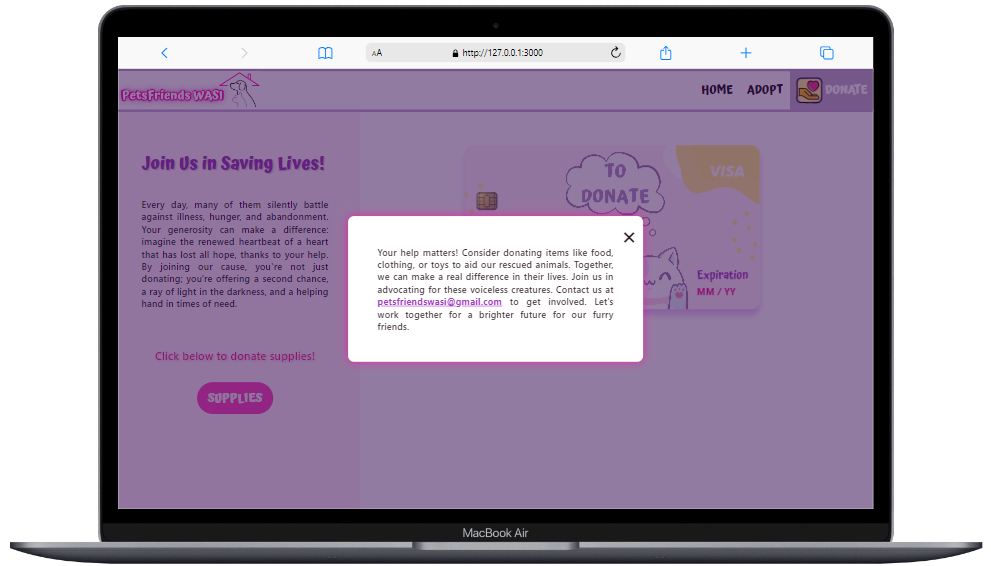 AA
http://127.0.0.1:3000
PetsFriends WASI
HOME
ADOPT
DONATE
Join Us in Saving Lives!
Every day, many of them silently battle
against illness, hunger, and abandonment.
Your generosity can make a difference:
imagine the renewed heartbeat of a heart
that has lost all hope, thanks to your help.
By joining our cause, you're not just
donating; you're offering a second chance,
a ray of light in the darkness, and a helping
hand in times of need.
Click below to donate supplies!
SUPPLIES
TO
DONATE
VISA
Expiration
MM / YY
Your help matters! Consider donating items like food,
clothing, or toys to aid our rescued animals. Together,
we can make a real difference in their lives. Join us in
advocating for these voiceless creatures. Contact us at
petsfriendswasi@gmail.com to get involved. Let's
work together for a brighter future for our furry
friends.
MacBook Air